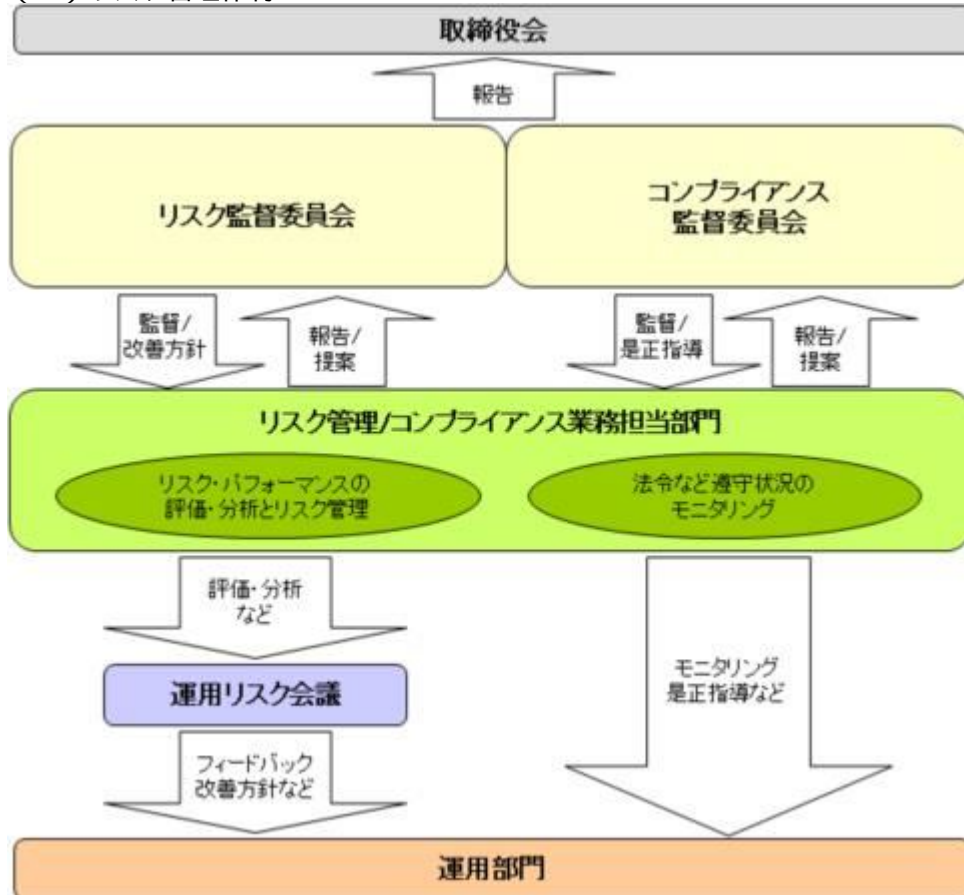 取締役会
報告
リスク監督委員会
コンプライアンス
監督委員会
監督/
改善方針
報告/
提案
監督/
是正指導
報告/
提案
リスク管理/コンプライアンス業務担当部門
リスク・パフォーマンスの
評価・分析とリスク管理
法令など遵守状況の
モニタリング
評価・分析
など
運用リスク会議
モニタリング
是正指導など
フィードバック
改善方針など
運用部門